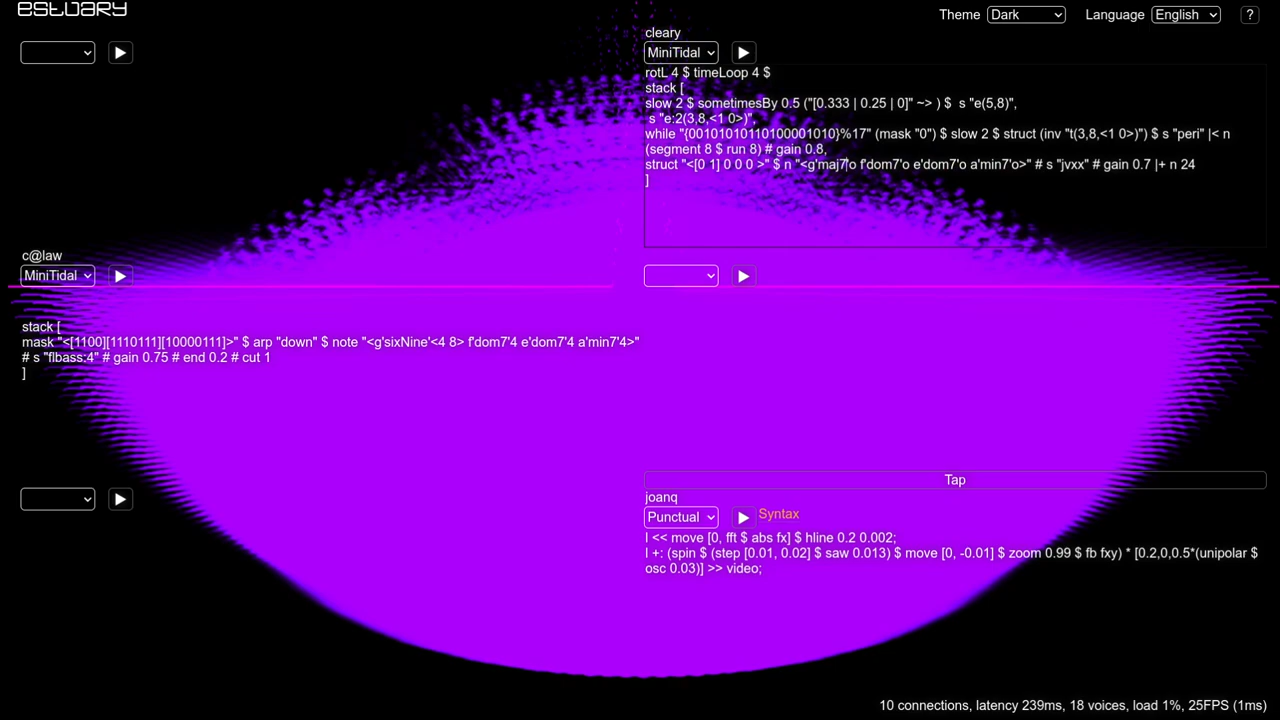 estuary
Theme Dark Language English ?
cleary
MiniTidal
rotL 4 $ timeLoop 4 $
stack [
slow 2 $ sometimesBy 0.5 ("[0.333 | 0.25 | 0]" ~> ) $  s "e(5,8)",
s "e:2(3,8,<1 0>)",
while "{00101010110100001010}%17" (mask "0") $ slow 2 $ struct (inv "t(3,8,<1 0>)") $ s "peri" |< n
(segment 8 $ run 8) # gain 0.8,
struct "<[0 1] 0 0 0 >" $ n "<g'maj7'o f'dom7'o e'dom7'o a'min7'o>" # s "jvxx" # gain 0.7 |+ n 24
]
c@law
MiniTidal
stack [
mask "<[1100][1110111][10000111]>" $ arp "down" $ note "<g'sixNine'<4 8> f'dom7'4 e'dom7'4 a'min7'4>"
# s "flbass:4" # gain 0.75 # end 0.2 # cut 1
]
Tap
joanq
Punctual Syntax
l << move [0, fft $ abs fx] $ hline 0.2 0.002;
l +: (spin $ (step [0.01, 0.02] $ saw 0.013) $ move [0, -0.01] $ zoom 0.99 $ fb fxy) * [0.2,0,0.5*(unipolar $
osc 0.03)] >> video;
10 connections, latency 239ms, 18 voices, load 1%, 25FPS (1ms)